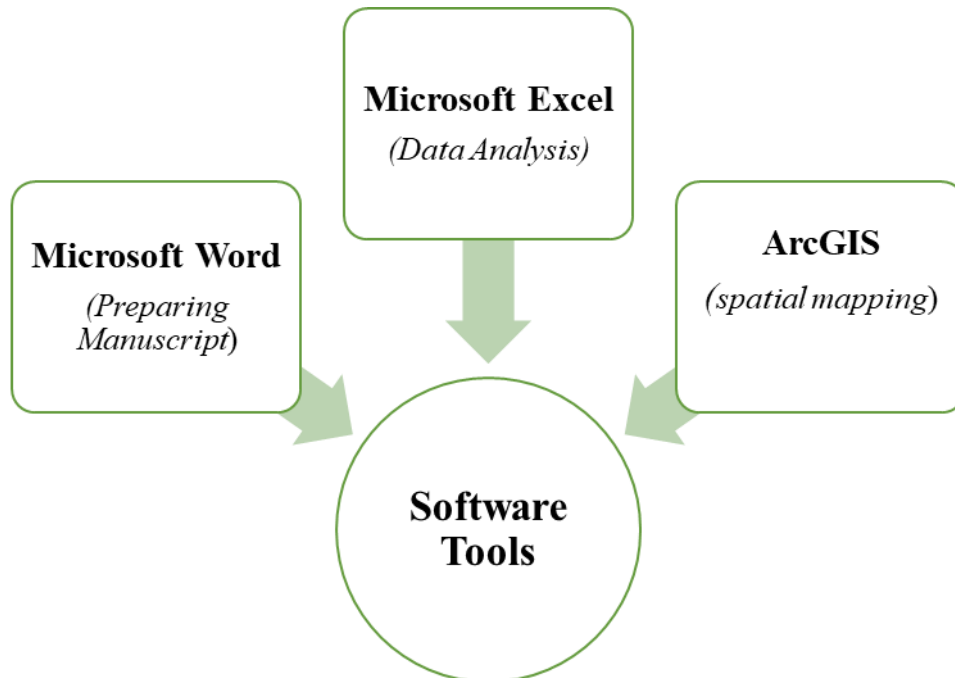 Microsoft Excel
(Data Analysis)
Microsoft Word
(Preparing
Manuscript)
ArcGIS
(spatial mapping)
Software
Tools